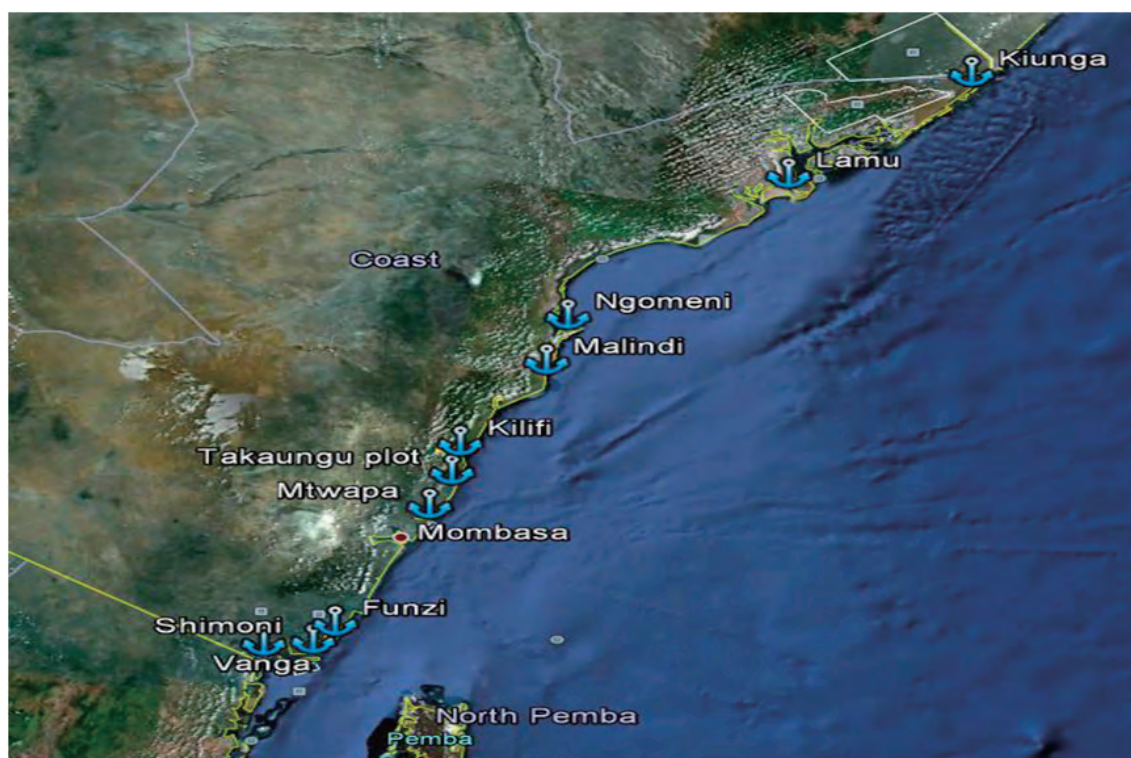 Kiunga
Lamu
Coast
Ngomeni
Malindi
Kilifi
Takaungu plot
Mtwapa
Mombasa
Funzi
Shimoni
Vanga
North Pemba
Pemba